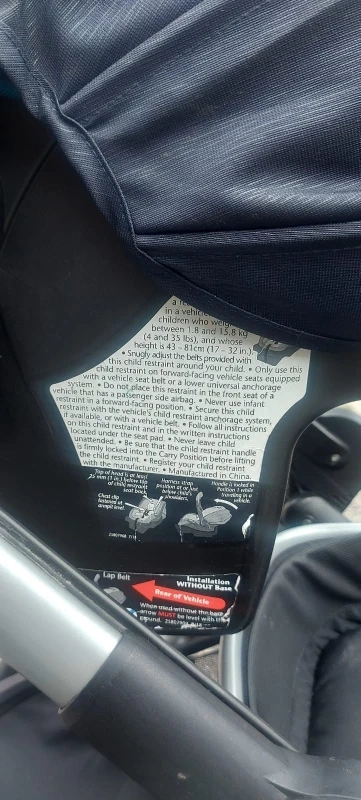 in a vehicle
children who weigh
between 1.8 and 15.8 kg
(4 and 35 lbs), and whose
height is 43 - 81cm (17 - 32 in.).
• Snugly adjust the belts provided with
this child restraint around your child. • Only use this
child restraint on forward-facing vehicle seats equipped
with a vehicle seat belt or a lower universal anchorage
system. • Do not place this restraint in the front seat of a
vehicle that has a passenger side airbag. • Never use infant
restraint in a forward-facing position. • Secure this child
restraint with the vehicle's child restraint anchorage system,
if available, or with a vehicle belt. • Follow all instructions
on this child restraint and in the written instructions
located under the seat pad. • Never leave child
unattended. • Be sure that the child restraint handle
is firmly locked into the Carry Position before lifting
the child restraint. • Register your child restraint
with the manufacturer. • Manufactured in China.
Top of head is at least
25 mm (1 in.) below top
of child restraint
seat back.
Harness strap
position at or just
below child's
shoulders.
Handle is locked in
Position 1 while
traveling in a
vehicle.
Chest clip
fastened at
armpit level.
Lap Belt
Installation
WITHOUT Base
Rear of Vehicle
When used without the base
arrow MUST be level with the
ground.